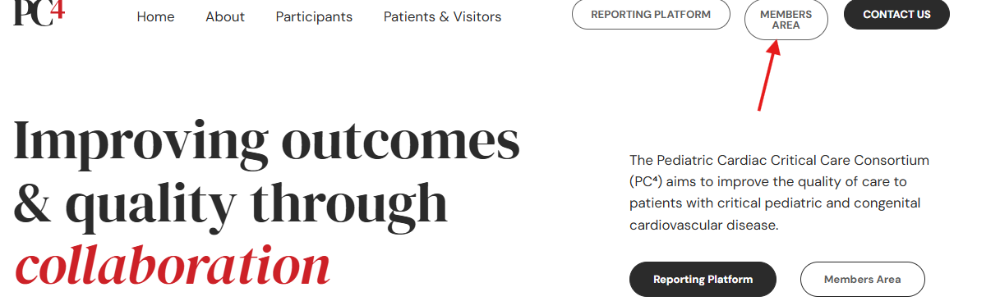 PC4
Home About Participants Patients & Visitors
REPORTING PLATFORM
MEMBERS
AREA
CONTACT US
Improving outcomes
& quality through
collaboration
The Pediatric Cardiac Critical Care Consortium
(PC⁴) aims to improve the quality of care to
patients with critical pediatric and congenital
cardiovascular disease.
Reporting Platform Members Area